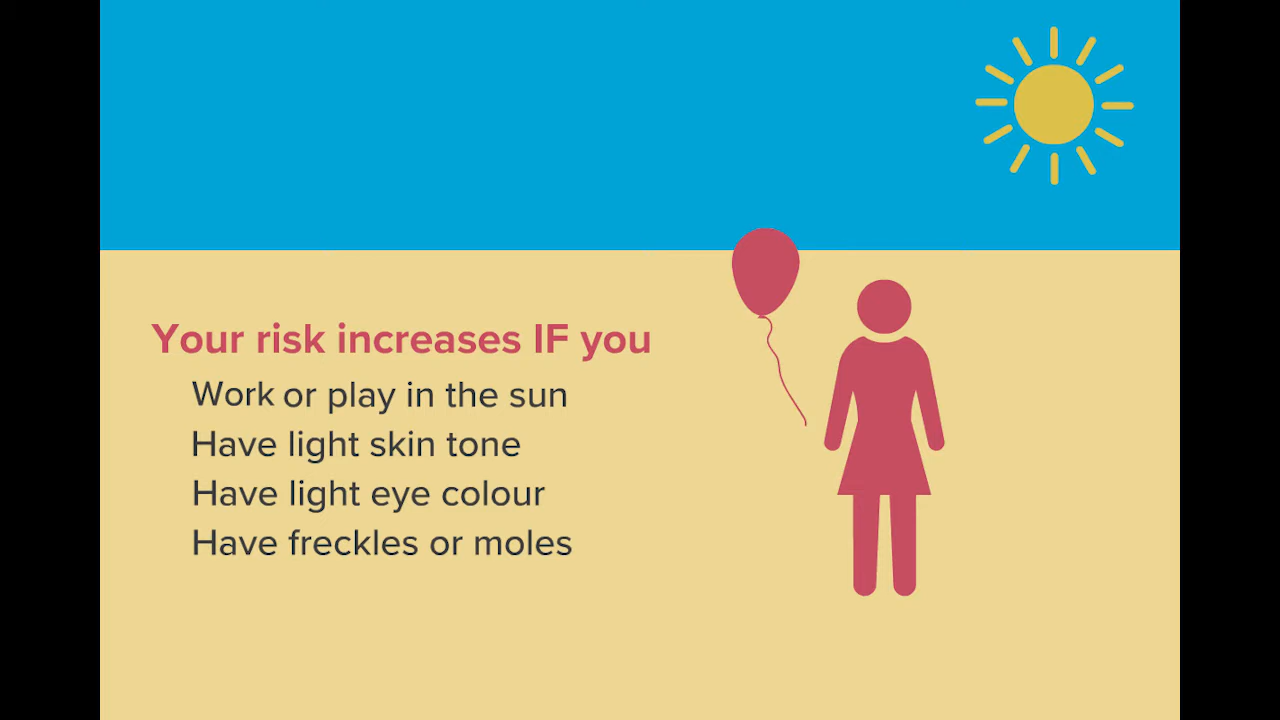 Your risk increases IF you
Work or play in the sun
Have light skin tone
Have light eye colour
Have freckles or moles